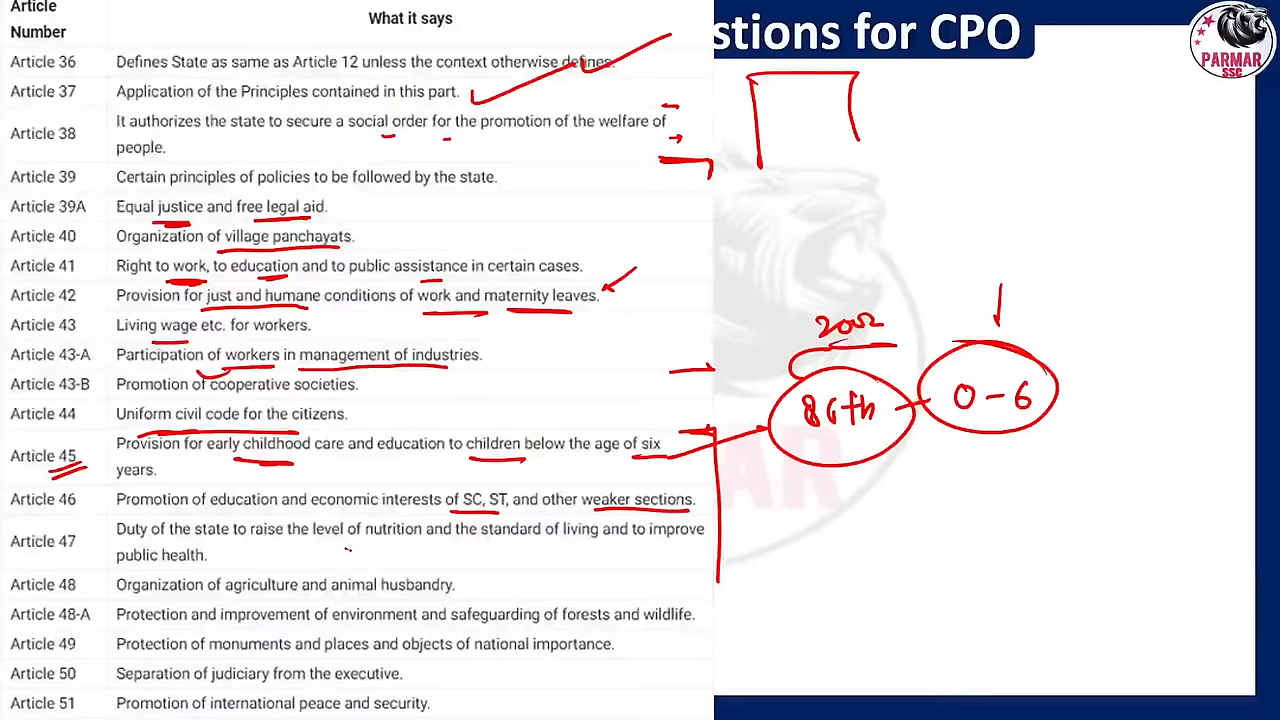 Article
Number
What it says
Article 36
Defines State as same as Article 12 unless the context otherwise defines.
Article 37
Application of the Principles contained in this part.
Article 38
It authorizes the state to secure a social order for the promotion of the welfare of
people.
Article 39
Certain principles of policies to be followed by the state.
Article 39A
Equal justice and free legal aid.
Article 40
Organization of village panchayats.
Article 41
Right to work, to education and to public assistance in certain cases.
Article 42
Provision for just and humane conditions of work and maternity leaves.
Article 43
Living wage etc. for workers.
Article 43-A
Participation of workers in management of industries.
Article 43-B
Promotion of cooperative societies.
Article 44
Uniform civil code for the citizens.
Article 45
Provision for early childhood care and education to children below the age of six
years.
Article 46
Promotion of education and economic interests of SC, ST, and other weaker sections.
Article 47
Duty of the state to raise the level of nutrition and the standard of living and to improve
public health.
Article 48
Organization of agriculture and animal husbandry.
Article 48-A
Protection and improvement of environment and safeguarding of forests and wildlife.
Article 49
Protection of monuments and places and objects of national importance.
Article 50
Separation of judiciary from the executive.
Article 51
Promotion of international peace and security.
stions for CPO
PARMAR
SSC
2002
86th
0-6
MAR